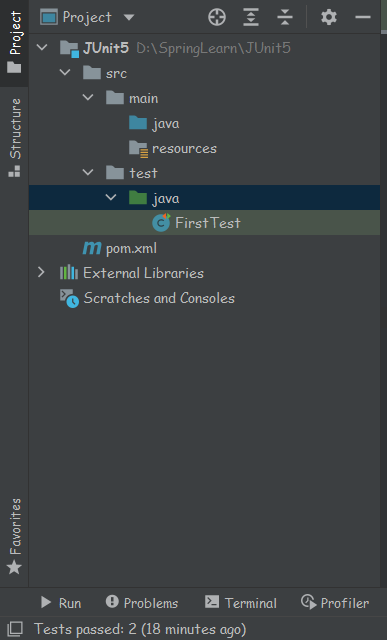 Project
Project
JUnit5 D:\SpringLearn\JUnit5
src
main
java
resources
test
java
C FirstTest
m pom.xml
External Libraries
Scratches and Consoles
Structure
Favorites
Run Problems Terminal Profiler
Tests passed: 2 (18 minutes ago)